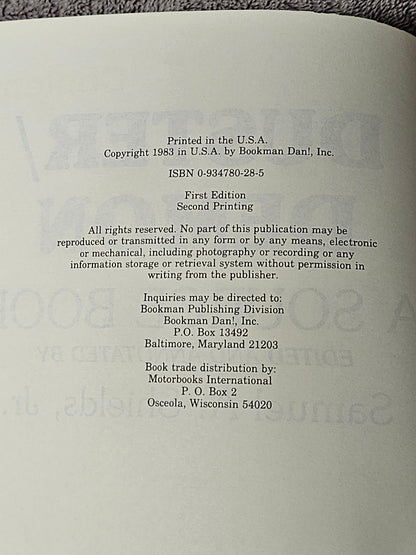 Printed in the U.S.A.
Copyright 1983 in U.S.A. by Bookman Dan!, Inc.
ISBN 0-934780-28-5
First Edition
Second Printing
All rights reserved. No part of this publication may be
reproduced or transmitted in any form or by any means, electronic
or mechanical, including photography or recording or any
information storage or retrieval system without permission in
writing from the publisher.
Inquiries may be directed to:
Bookman Publishing Division
Bookman Dan!, Inc.
P.O. Box 13492
Baltimore, Maryland 21203
Book trade distribution by:
Motorbooks International
P. O. Box 2
Osceola, Wisconsin 54020